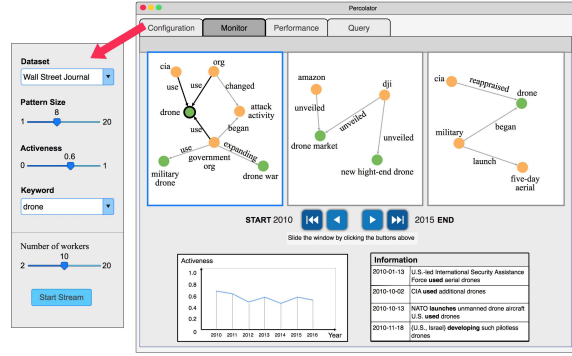 Percolator
Configuration
Monitor
Performance
Query
Dataset
Wall Street Journal
Pattern Size
8
1
20
Activeness
0.6
0
1
Keyword
drone
Number of workers
10
2
20
Start Stream
cia
org
use
use
changed
drone
attack
activity
use
began
use
government
org
expanding
military
drone
drone war
amazon
dji
unveiled
unveiled
drone market
unveiled
new hight-end drone
cia
reappraised
drone
military
began
launch
five-day
aerial
START 2010
2015 END
Slide the window by clicking the buttons above
Activeness
1.0
0.8
0.6
0.4
0.2
0
2010 2011 2012 2013 2014 2015 2016 Year
Information
2010-01-13 U.S.-led International Security Assistance
Force used aerial drones
2010-10-02 CIA used additional drones
2010-10-13 NATO launches unmanned drone aircraft
U.S. used drones
2010-11-18 (U.S., Israel) developing such pilotless
drones